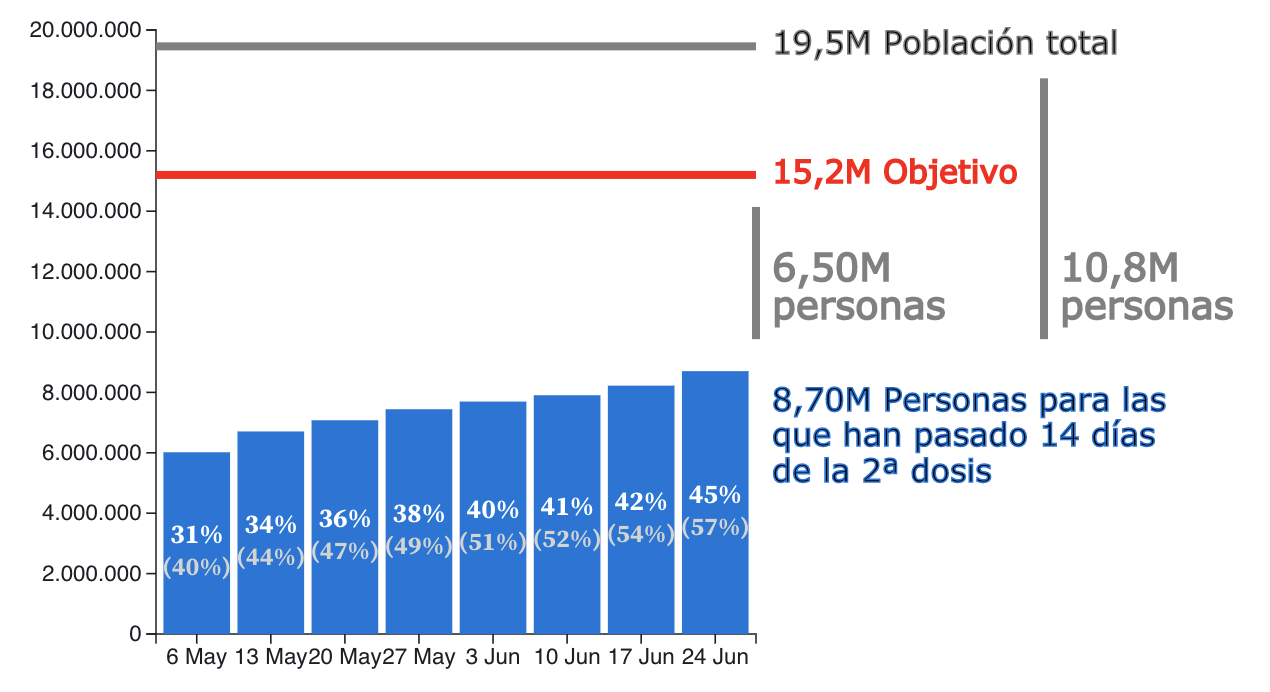 20.000.000
18.000.000
16.000.000
14.000.000
12.000.000
10.000.000
8.000.000
6.000.000
4.000.000
2.000.000
0
19,5M Población total
15,2M Objetivo
6,50M
personas
10,8M
personas
8,70M Personas para las
que han pasado 14 días
de la 2ª dosis
31%
(40%)
34%
(44%)
36%
(47%)
38%
(49%)
40%
(51%)
41%
(52%)
42%
(54%)
45%
(57%)
6 May 13 May 20 May 27 May 3 Jun 10 Jun 17 Jun 24 Jun